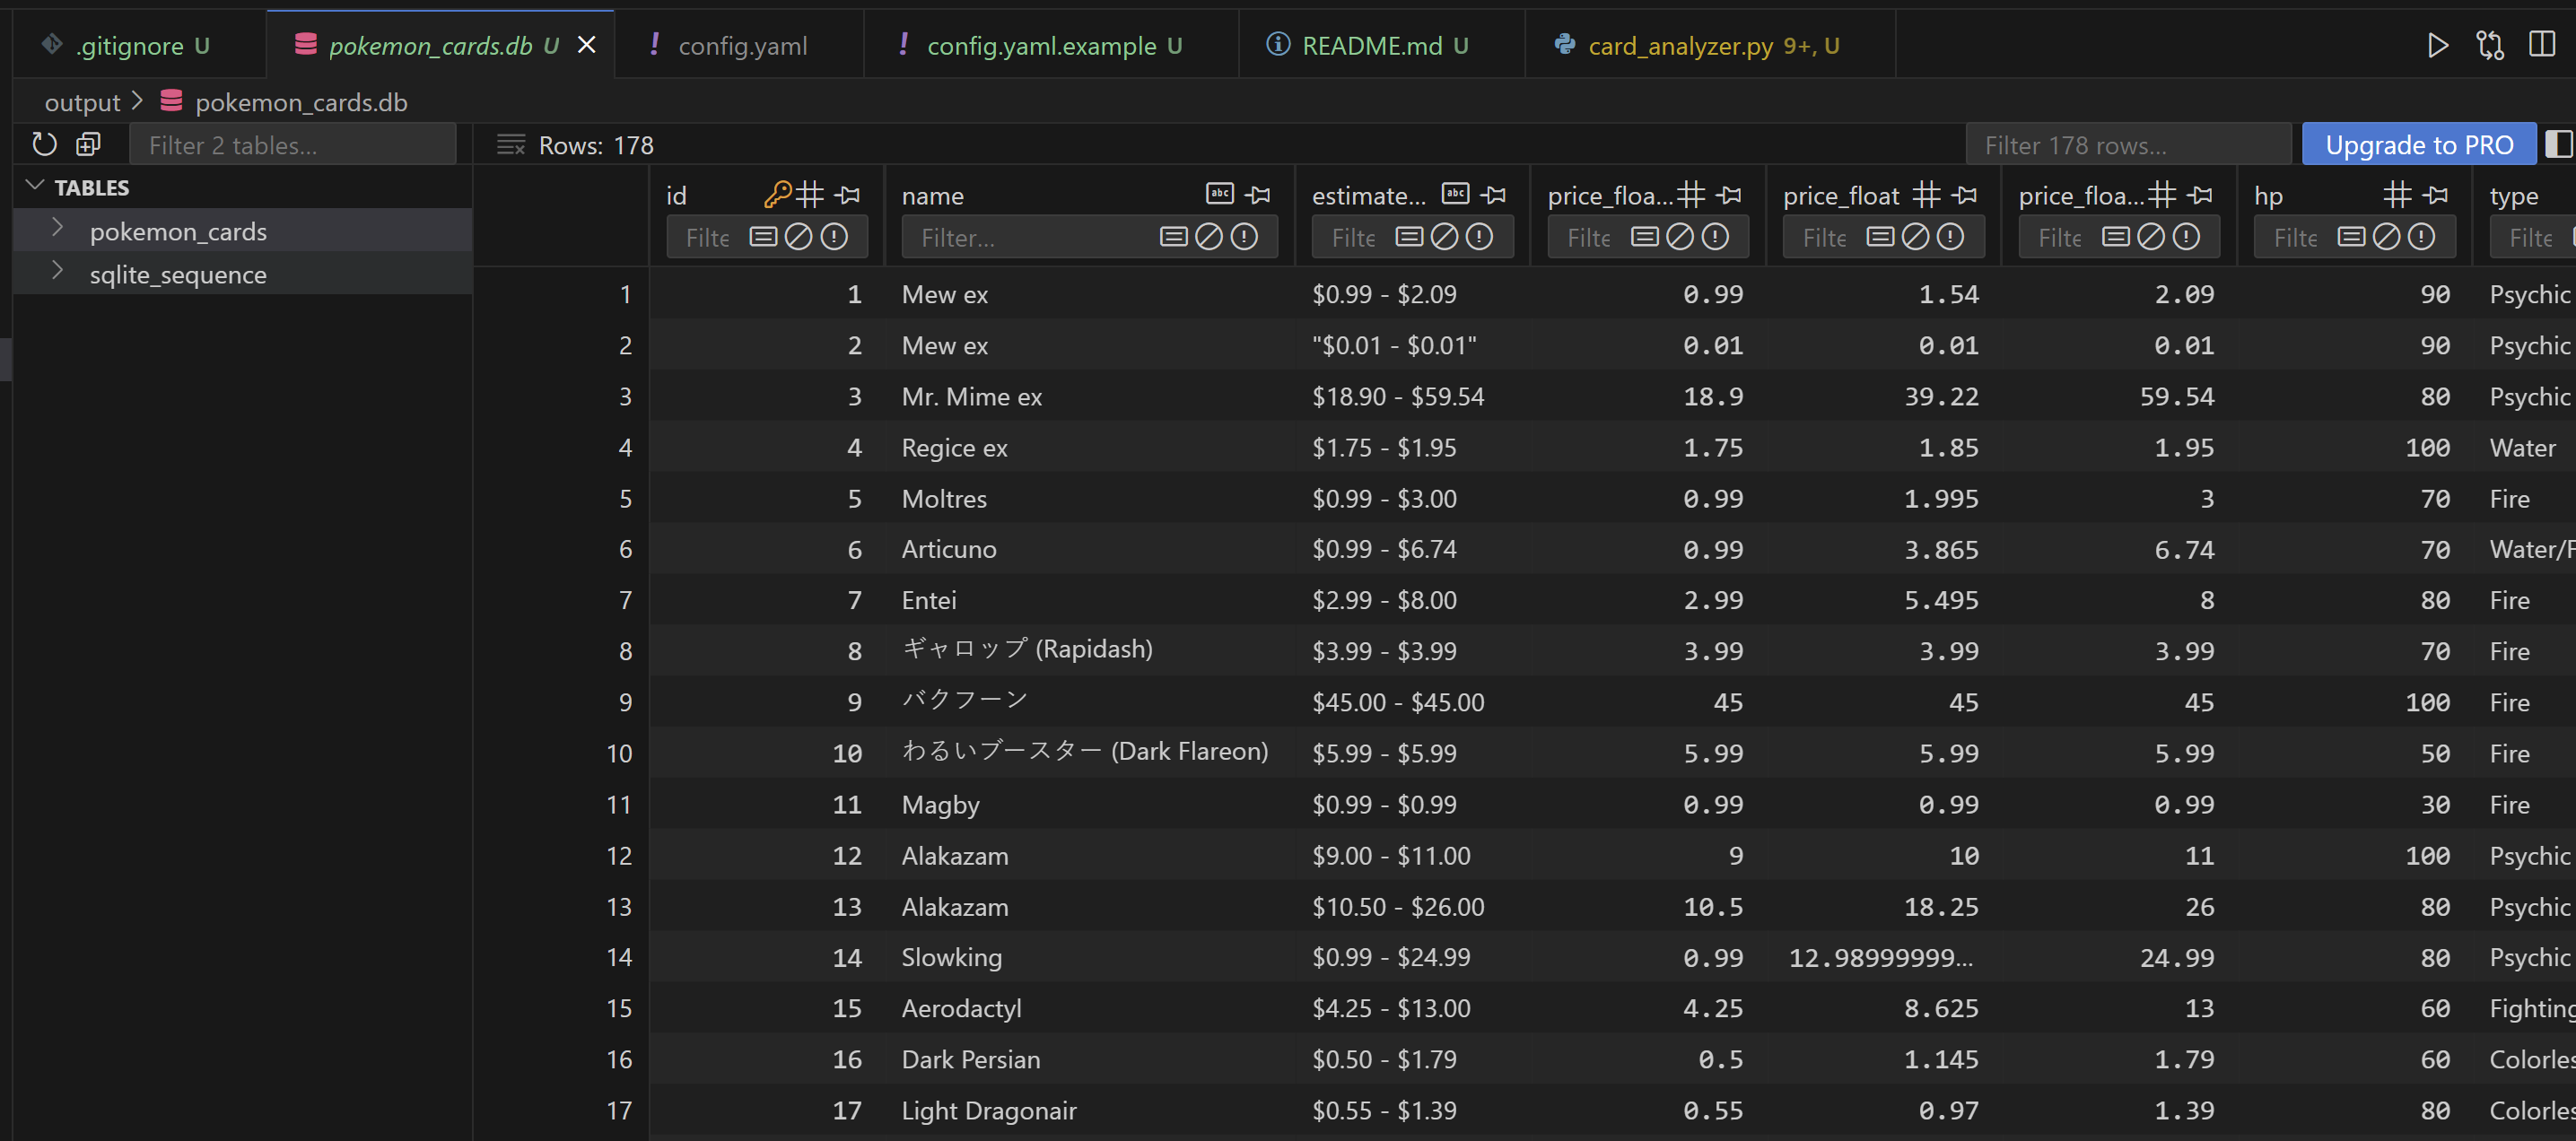 .gitignore U pokemon_cards.db U config.yaml config.yaml.example U README.md U card_analyzer.py 9+, U
output > pokemon_cards.db
Filter 2 tables... Rows: 178 Filter 178 rows... Upgrade to PRO
TABLES
pokemon_cards
sqlite_sequence
id name estimate... price_floa... price_float price_floa... hp type
Filte Filter... Filte Filte Filte Filte Filte Filte
1 1 Mew ex $0.99 - $2.09 0.99 1.54 2.09 90 Psychic
2 2 Mew ex "$0.01 - $0.01" 0.01 0.01 0.01 90 Psychic
3 3 Mr. Mime ex $18.90 - $59.54 18.9 39.22 59.54 80 Psychic
4 4 Regice ex $1.75 - $1.95 1.75 1.85 1.95 100 Water
5 5 Moltres $0.99 - $3.00 0.99 1.995 3 70 Fire
6 6 Articuno $0.99 - $6.74 0.99 3.865 6.74 70 Water/F
7 7 Entei $2.99 - $8.00 2.99 5.495 8 80 Fire
8 8 ギャロップ (Rapidash) $3.99 - $3.99 3.99 3.99 3.99 70 Fire
9 9 バクフーン $45.00 - $45.00 45 45 45 100 Fire
10 10 わるいブースター (Dark Flareon) $5.99 - $5.99 5.99 5.99 5.99 50 Fire
11 11 Magby $0.99 - $0.99 0.99 0.99 0.99 30 Fire
12 12 Alakazam $9.00 - $11.00 9 10 11 100 Psychic
13 13 Alakazam $10.50 - $26.00 10.5 18.25 26 80 Psychic
14 14 Slowking $0.99 - $24.99 0.99 12.98999999... 24.99 80 Psychic
15 15 Aerodactyl $4.25 - $13.00 4.25 8.625 13 60 Fighting
16 16 Dark Persian $0.50 - $1.79 0.5 1.145 1.79 60 Colorles
17 17 Light Dragonair $0.55 - $1.39 0.55 0.97 1.39 80 Colorles